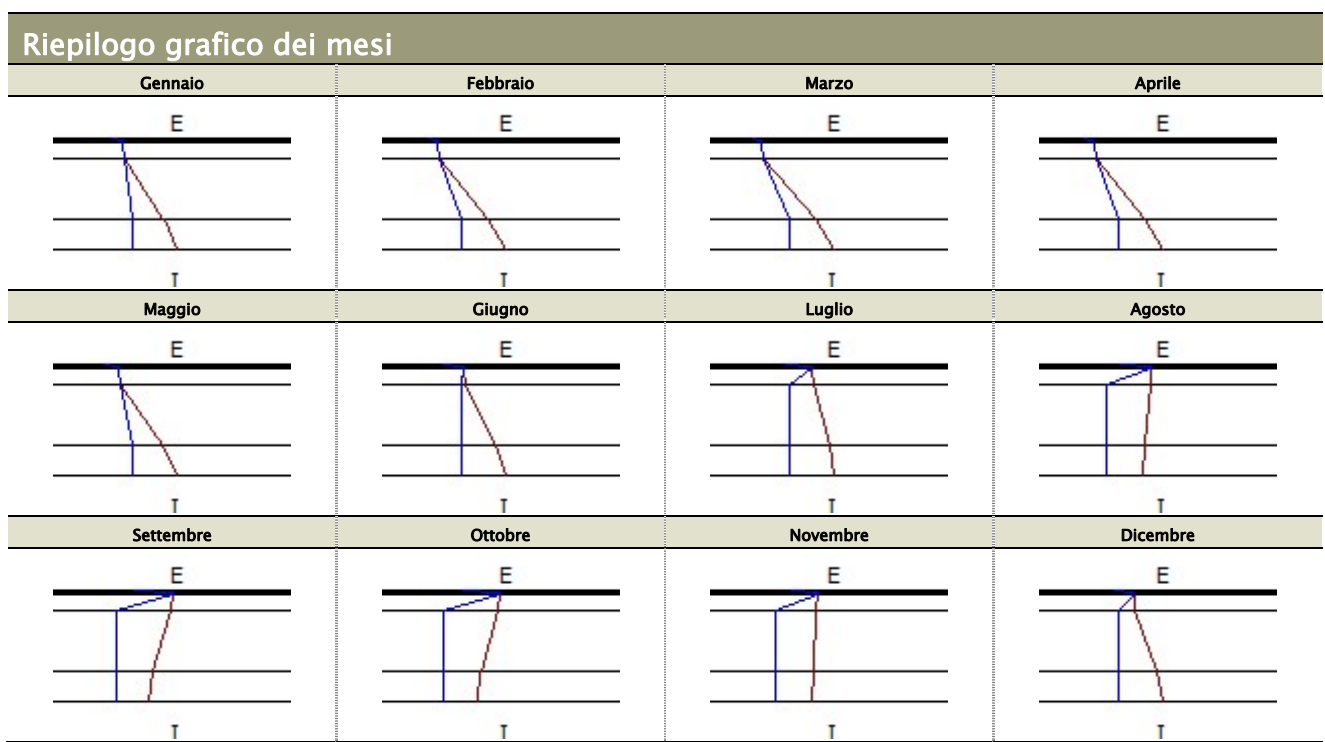 Riepilogo grafico dei mesi
Gennaio Febbraio Marzo Aprile
E E E E
I I I I
Maggio Giugno Luglio Agosto
E E E E
I I I I
Settembre Ottobre Novembre Dicembre
E E E E
I I I I